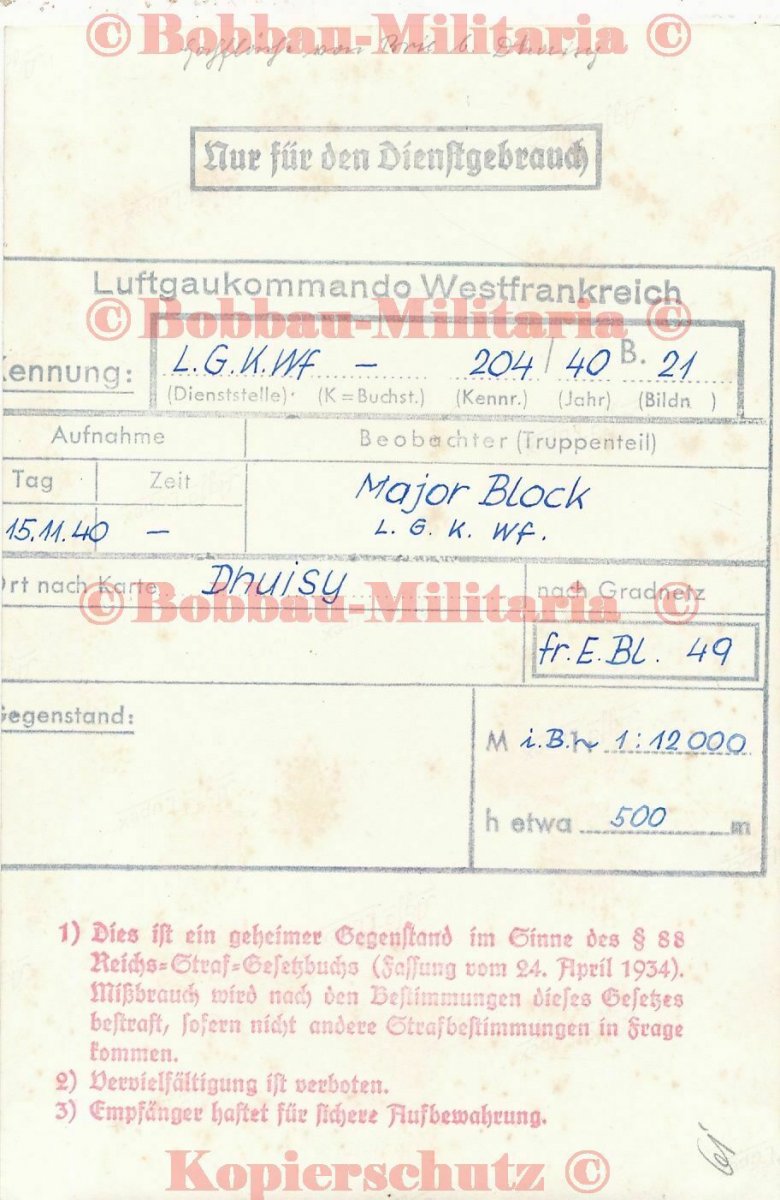 © Bobbau-Militaria ©
von b. Dhuisy
Nur für den Dienstgebrauch
Luftgaukommando Westfrankreich
© Bobbau-Militaria ©
Kennung: L.G.K.Wf – 204 / 40 B. 21
(Dienststelle) (K=Buchst.) (Kennr.) (Jahr) (Bildn )
Aufnahme Beobachter (Truppenteil)
Tag Zeit Major Block
15.11.40 – L. G. K. Wf.
Ort nach Karte Dhuisy nach Gradnetz
© Bobbau-Militaria ©
fr. E. Bl. 49
Gegenstand:
M i.B. 1:12000
h etwa 500 m
1) Dies ist ein geheimer Gegenstand im Sinne des § 88
Reichs-Straf-Gesetzbuchs (Fassung vom 24. April 1934).
Mißbrauch wird nach den Bestimmungen dieses Gesetzes
bestraft, sofern nicht andere Strafbestimmungen in Frage
kommen.
2) Vervielfältigung ist verboten.
3) Empfänger haftet für sichere Aufbewahrung.
Kopierschutz ©